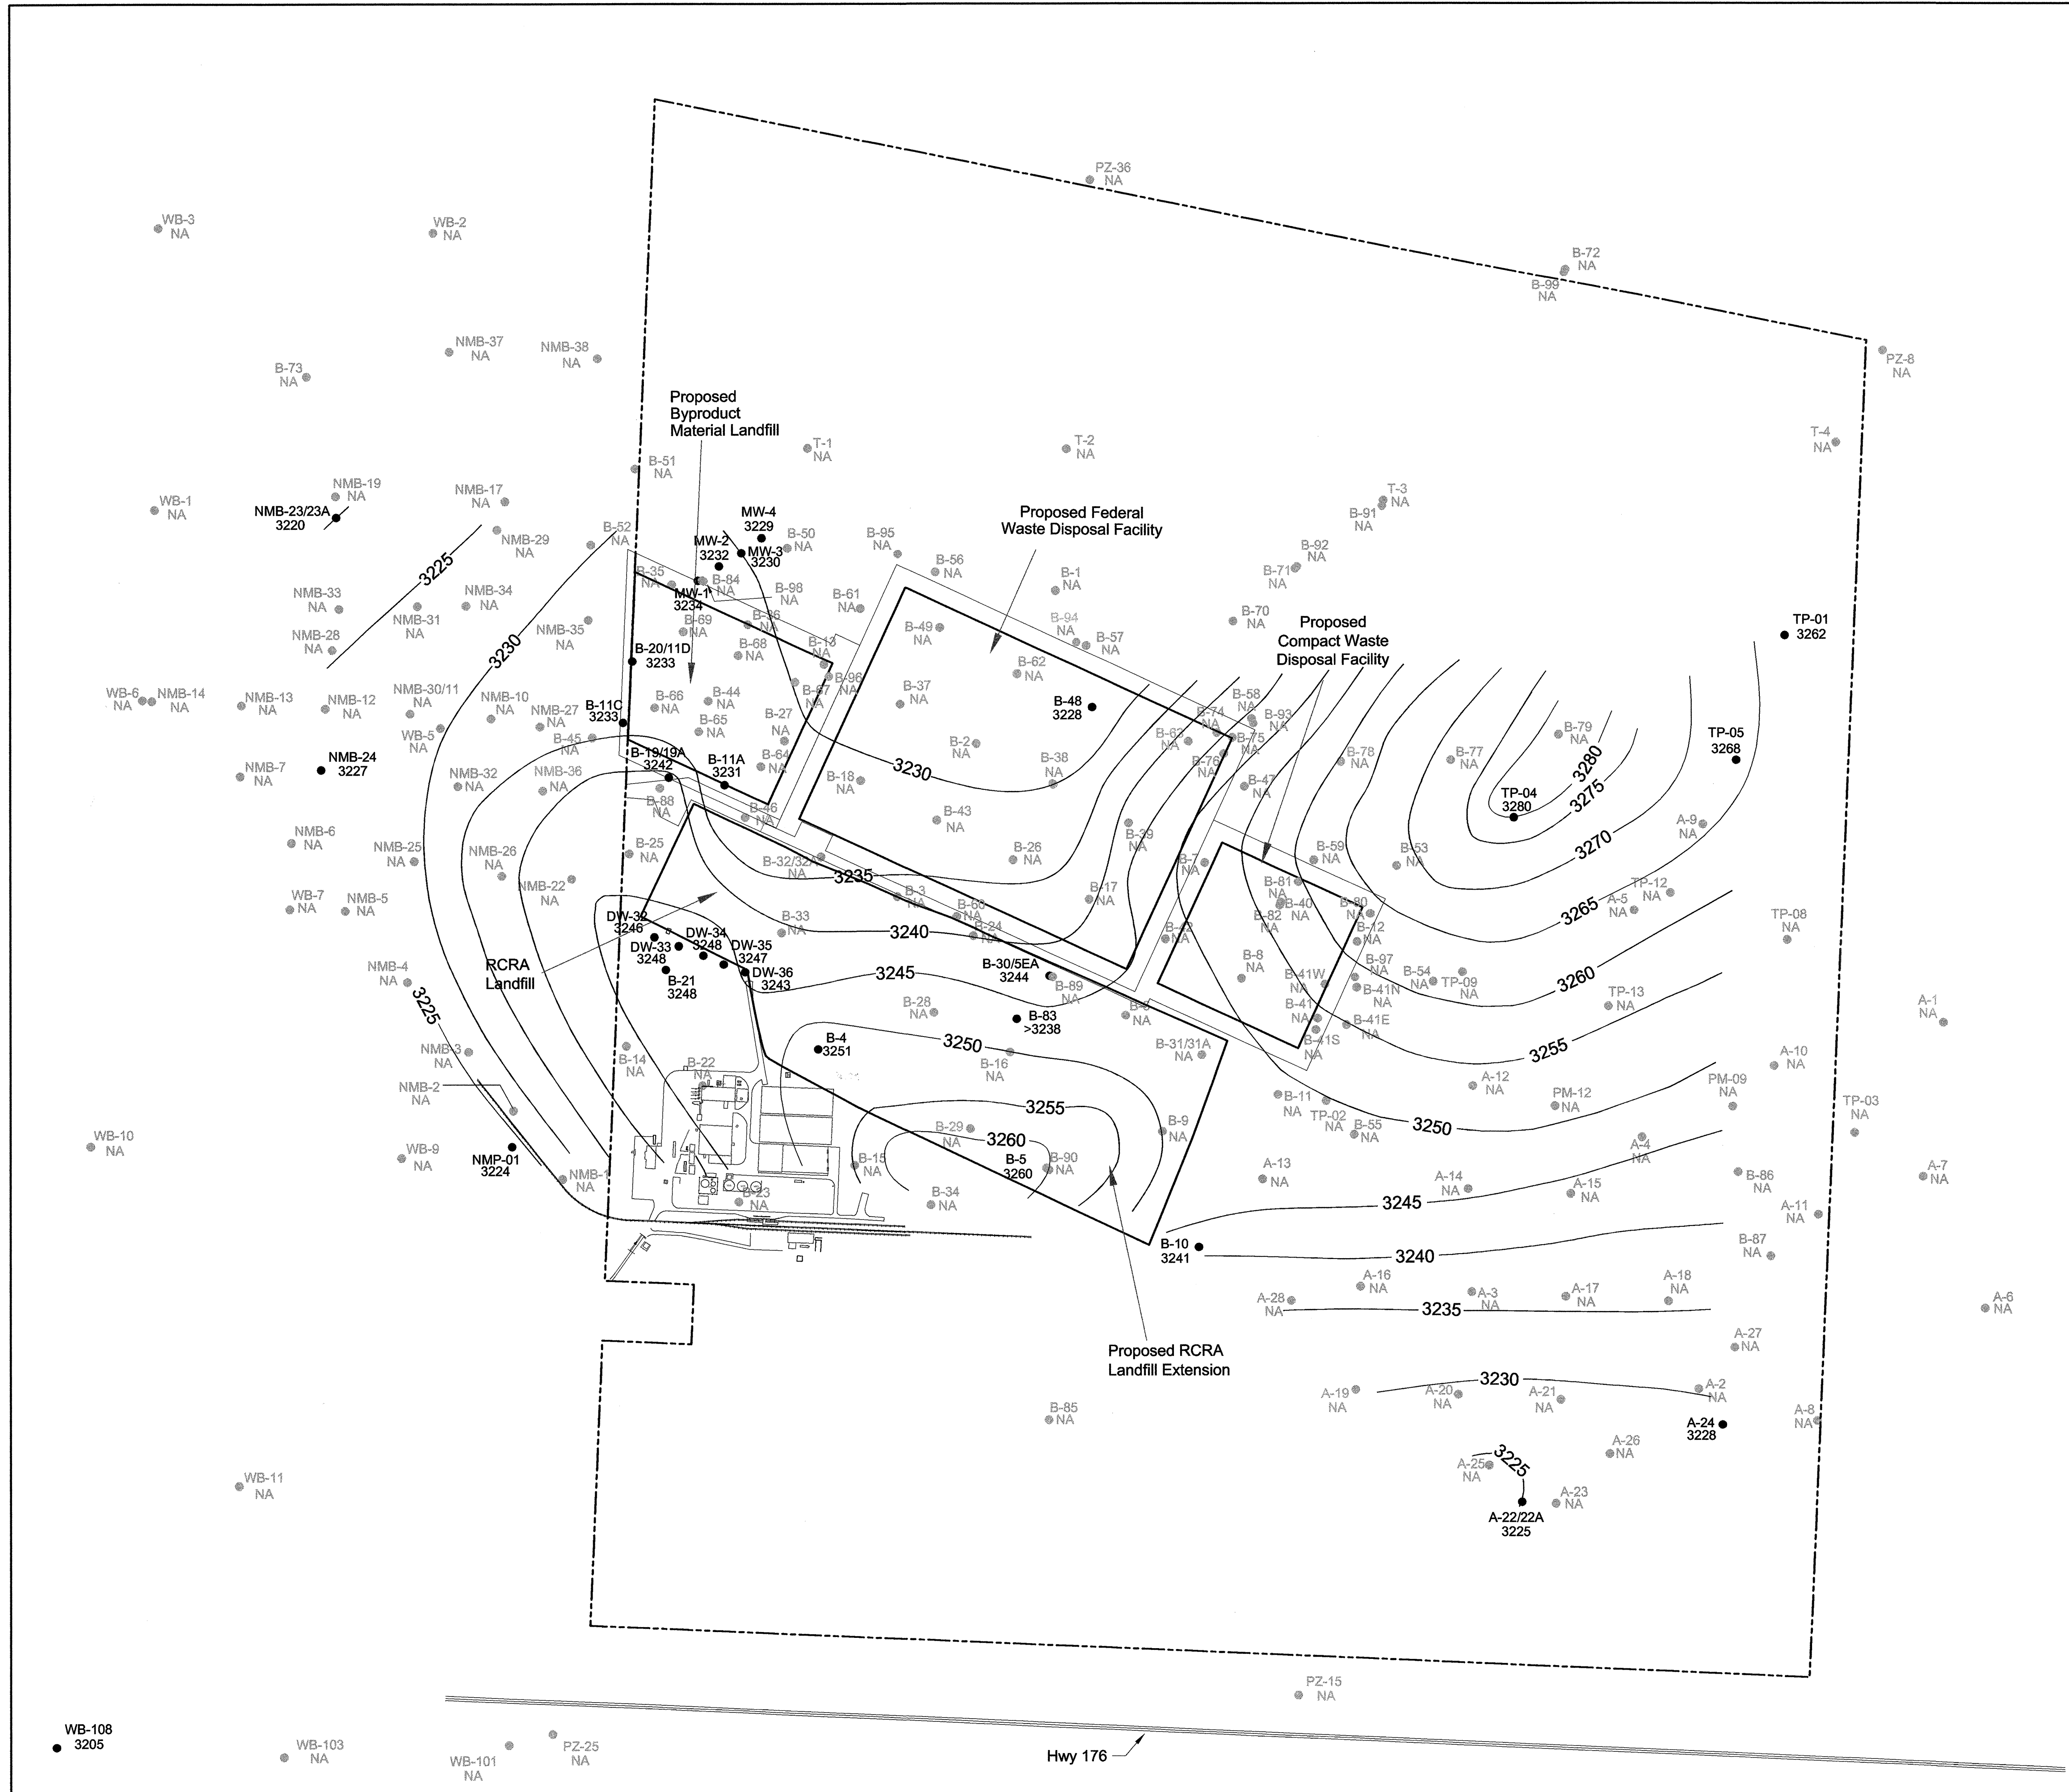 PZ-36
NA
WB-3
NA
WB-2
NA
B-72
NA
B-99
NA
NMB-37
NA
NMB-38
NA
PZ-8
NA
B-73
NA
Proposed
Byproduct
Material Landfill
T-1
NA
T-2
NA
T-4
NA
B-51
NA
NMB-19
NA
NMB-17
NA
T-3
NA
B-91
NA
WB-1
NA
NMB-23/23A
3220
MW-4
3229
Proposed Federal
Waste Disposal Facility
NMB-29
NA
B-52
NA
MW-2
3232
MW-3
3230
B-50
NA
B-95
NA
B-92
NA
3225
B-56
NA
B-71
NA
B-35
NA
B-84
NA
B-98
NA
B-1
NA
MW-1
3234
NMB-33
NA
NMB-31
NA
NMB-34
NA
B-61
NA
B-70
NA
Proposed
Compact Waste
Disposal Facility
TP-01
3262
NMB-28
NA
NMB-35
NA
B-36
NA
B-69
NA
B-49
NA
B-94
NA
B-57
NA
3230
B-20/11D
3233
B-68
NA
B-13
NA
B-62
NA
B-96
NA
B-67
NA
WB-6
NA
NMB-14
NA
NMB-13
NA
NMB-12
NA
NMB-30/11
NA
NMB-10
NA
NMB-27
NA
B-11C
3233
B-66
NA
B-44
NA
B-37
NA
B-48
3228
B-58
NA
B-93
NA
B-74
NA
WB-5
NA
B-45
NA
B-65
NA
B-27
NA
B-2
NA
B-63
NA
B-75
NA
B-79
NA
TP-05
3268
NMB-24
3227
NMB-7
NA
NMB-32
NA
NMB-36
NA
B-19/19A
3242
B-11A
3231
B-64
NA
B-18
NA
3230
B-38
NA
B-76
NA
B-47
NA
B-78
NA
B-77
NA
3280
3275
TP-04
3280
B-88
NA
B-46
NA
B-43
NA
B-39
NA
A-9
NA
NMB-6
NA
NMB-25
NA
NMB-26
NA
B-25
NA
B-32/32A
NA
B-26
NA
B-7
NA
B-59
NA
B-53
NA
3270
NMB-22
NA
3235
B-3
NA
B-17
NA
B-81
NA
B-40
NA
B-82
NA
B-80
NA
3265
TP-12
NA
A-5
NA
WB-7
NA
NMB-5
NA
DW-32
3246
DW-33
3248
DW-34
3248
DW-35
3247
DW-36
3243
B-33
NA
3240
B-60
NA
B-24
NA
B-42
NA
B-12
NA
TP-08
NA
NMB-4
NA
RCRA
Landfill
B-21
3248
3245
B-30/5EA
3244
B-89
NA
B-8
NA
B-41W
NA
B-97
NA
B-41N
NA
B-54
NA
TP-09
NA
3260
TP-13
NA
3225
B-28
NA
B-83
>3238
B-41
NA
B-41E
NA
B-41S
NA
A-1
NA
NMB-3
NA
B-14
NA
B-4
3251
3250
B-16
NA
B-31/31A
NA
3255
A-10
NA
NMB-2
NA
B-22
NA
3255
B-11
NA
TP-02
NA
A-12
NA
PM-12
NA
PM-09
NA
TP-03
NA
WB-10
NA
WB-9
NA
NMP-01
3224
B-29
NA
3260
B-9
NA
B-55
NA
3250
A-4
NA
NMB-1
NA
B-15
NA
B-5
3260
B-90
NA
A-13
NA
A-14
NA
A-15
NA
B-86
NA
A-7
NA
B-23
NA
B-34
NA
3245
A-11
NA
B-10
3241
3240
B-87
NA
A-28
NA
A-16
NA
A-3
NA
A-17
NA
A-18
NA
A-6
NA
3235
Proposed RCRA
Landfill Extension
A-27
NA
3230
A-19
NA
A-20
NA
A-21
NA
A-2
NA
B-85
NA
A-24
3228
A-8
NA
WB-11
NA
3225
A-25
NA
A-26
NA
A-22/22A
3225
A-23
NA
PZ-15
NA
WB-108
3205
WB-103
NA
WB-101
NA
PZ-25
NA
Hwy 176